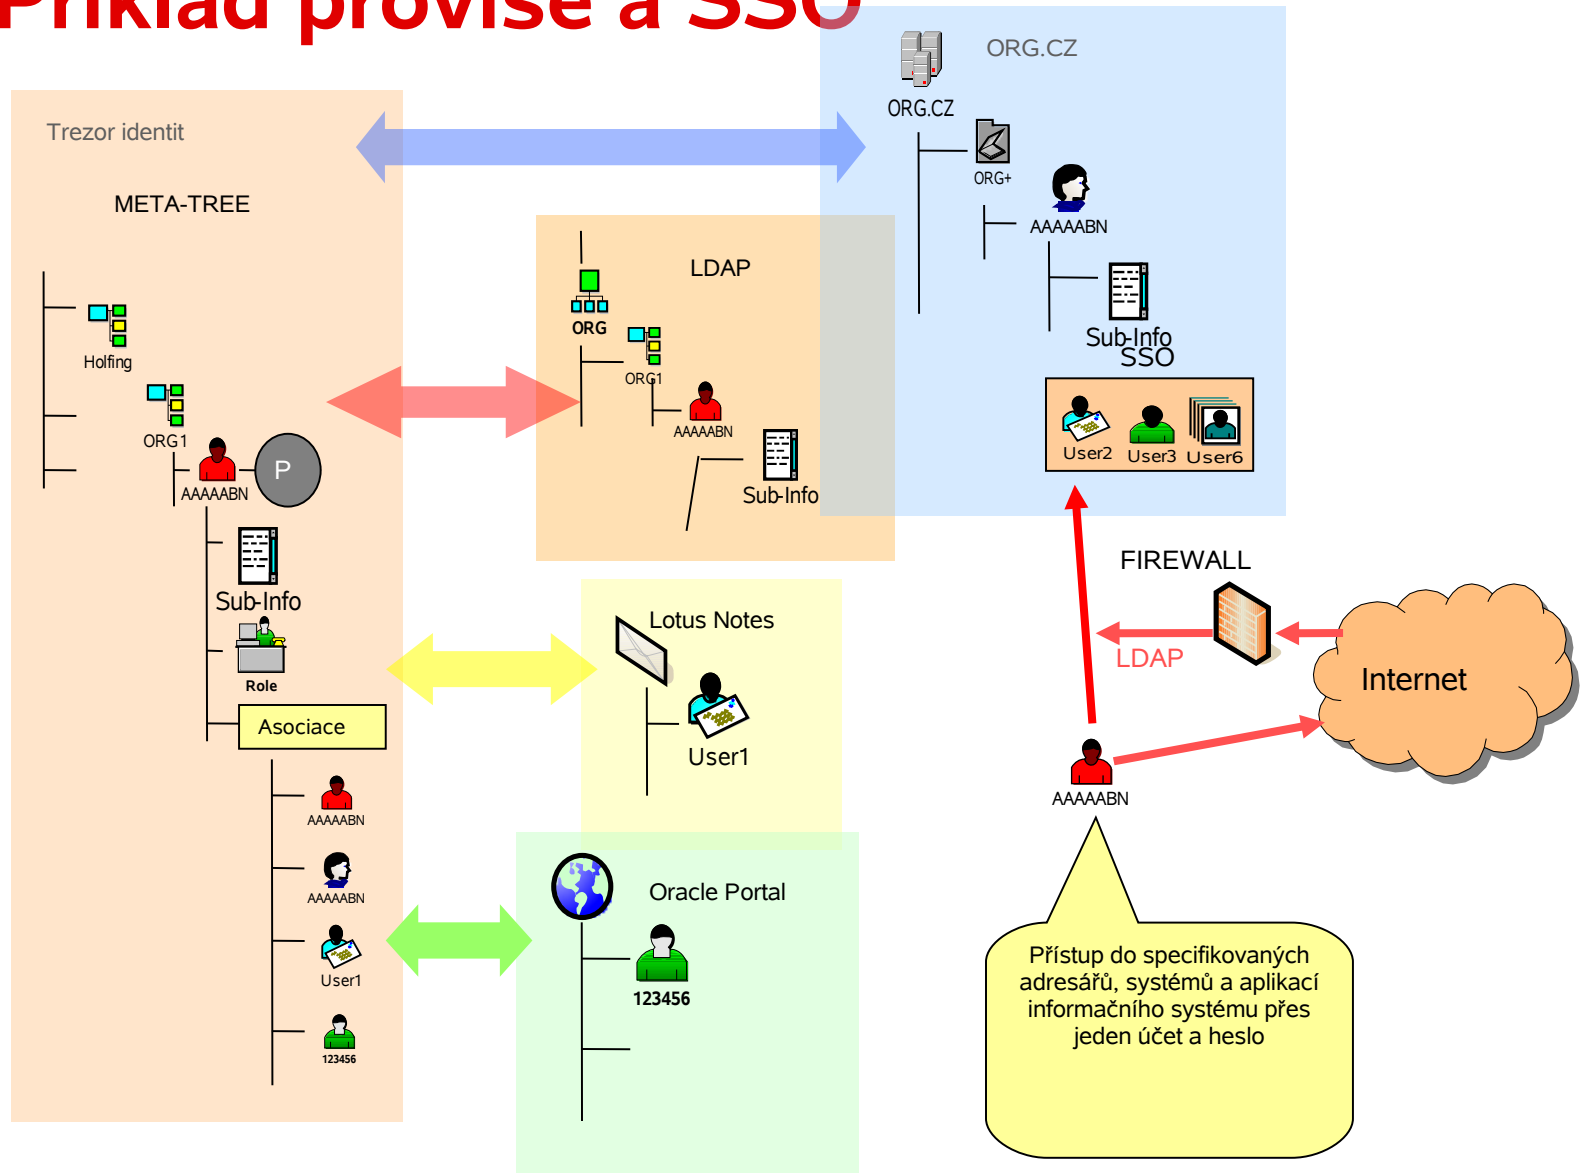 Příklad provise a SSO
Trezor identit
META-TREE
Holfing
ORG1
P
AAAAABN
Sub-Info
Role
Asociace
AAAAABN
AAAAABN
User1
123456
LDAP
ORG
ORG1
AAAAABN
Sub-Info
Lotus Notes
User1
Oracle Portal
123456
ORG.CZ
ORG.CZ
ORG+
AAAAABN
Sub-Info
SSO
User2 User3 User6
FIREWALL
LDAP
Internet
AAAAABN
Přístup do specifikovaných
adresářů, systémů a aplikací
informačního systému přes
jeden účet a heslo